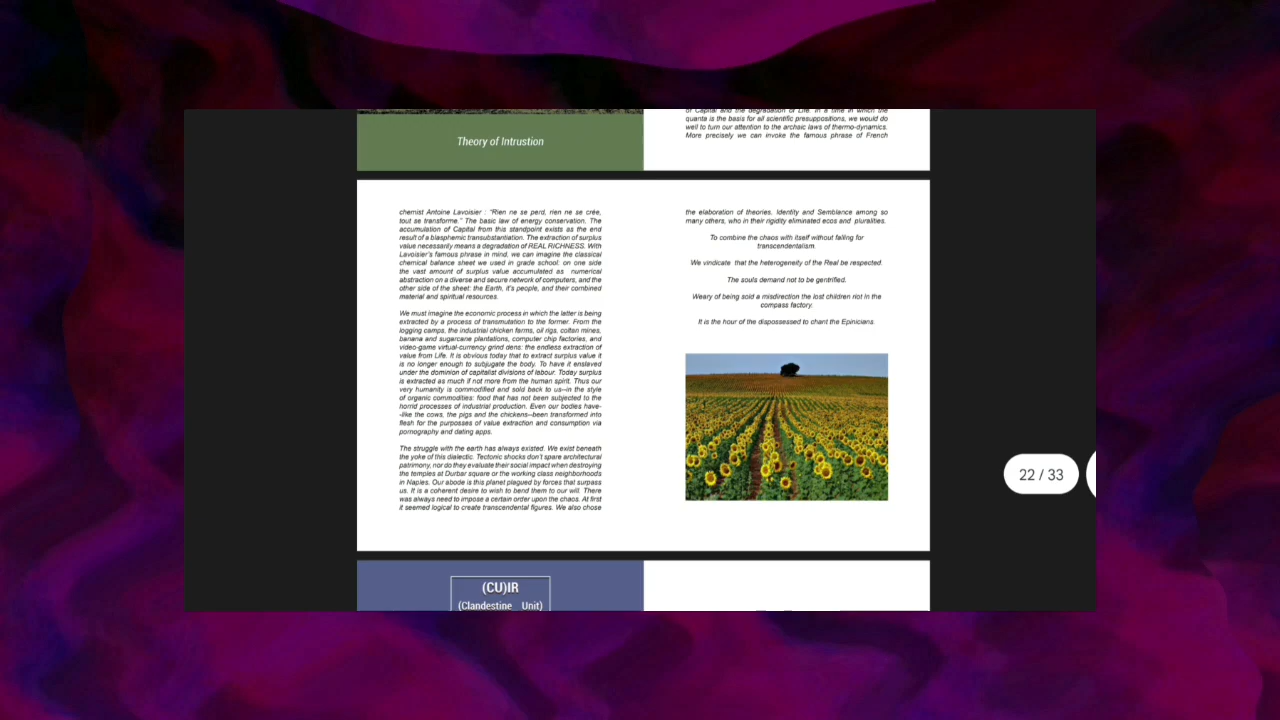 Theory of Intrustion
of Capital and the degradation of Life. In a time in which the
quanta is the basis for all scientific presuppositions, we would do
well to turn our attention to the archaic laws of thermo-dynamics.
More precisely we can invoke the famous phrase of French
chemist Antoine Lavoisier : "Rien ne se perd, rien ne se crée,
tout se transforme." The basic law of energy conservation. The
accumulation of Capital from this standpoint exists as the end
result of a blasphemic transubstantiation. The extraction of surplus
value necessarily means a degradation of REAL RICHNESS. With
Lavoisier's famous phrase in mind, we can imagine the classical
chemical balance sheet we used in grade school: on one side
the vast amount of surplus value accumulated as numerical
abstraction on a diverse and secure network of computers, and the
other side of the sheet: the Earth, it's people, and their combined
material and spiritual resources.
We must imagine the economic process in which the latter is being
extracted by a process of transmutation to the former. From the
logging camps, the industrial chicken farms, oil rigs, coltan mines,
banana and sugarcane plantations, computer chip factories, and
video-game virtual-currency grind dens: the endless extraction of
value from Life. It is obvious today that to extract surplus value it
is no longer enough to subjugate the body. To have it enslaved
under the dominion of capitalist divisions of labour. Today surplus
is extracted as much if not more from the human spirit. Thus our
very humanity is commodified and sold back to us--in the style
of organic commodities: food that has not been subjected to the
horrid processes of industrial production. Even our bodies have-
-like the cows, the pigs and the chickens--been transformed into
flesh for the purposses of value extraction and consumption via
pornography and dating apps.
The struggle with the earth has always existed. We exist beneath
the yoke of this dialectic. Tectonic shocks don't spare architectural
patrimony, nor do they evaluate their social impact when destroying
the temples at Durbar square or the working class neighborhoods
in Naples. Our abode is this planet plagued by forces that surpass
us. It is a coherent desire to wish to bend them to our will. There
was always need to impose a certain order upon the chaos. At first
it seemed logical to create transcendental figures. We also chose
the elaboration of theories, Identity and Semblance among so
many others, who in their rigidity eliminated ecos and pluralities.
To combine the chaos with itself without falling for
transcendentalism.
We vindicate that the heterogeneity of the Real be respected.
The souls demand not to be gentrified.
Weary of being sold a misdirection the lost children riot in the
compass factory.
It is the hour of the dispossessed to chant the Epinicians.
22 / 33
(CU)IR
(Clandestine Unit)